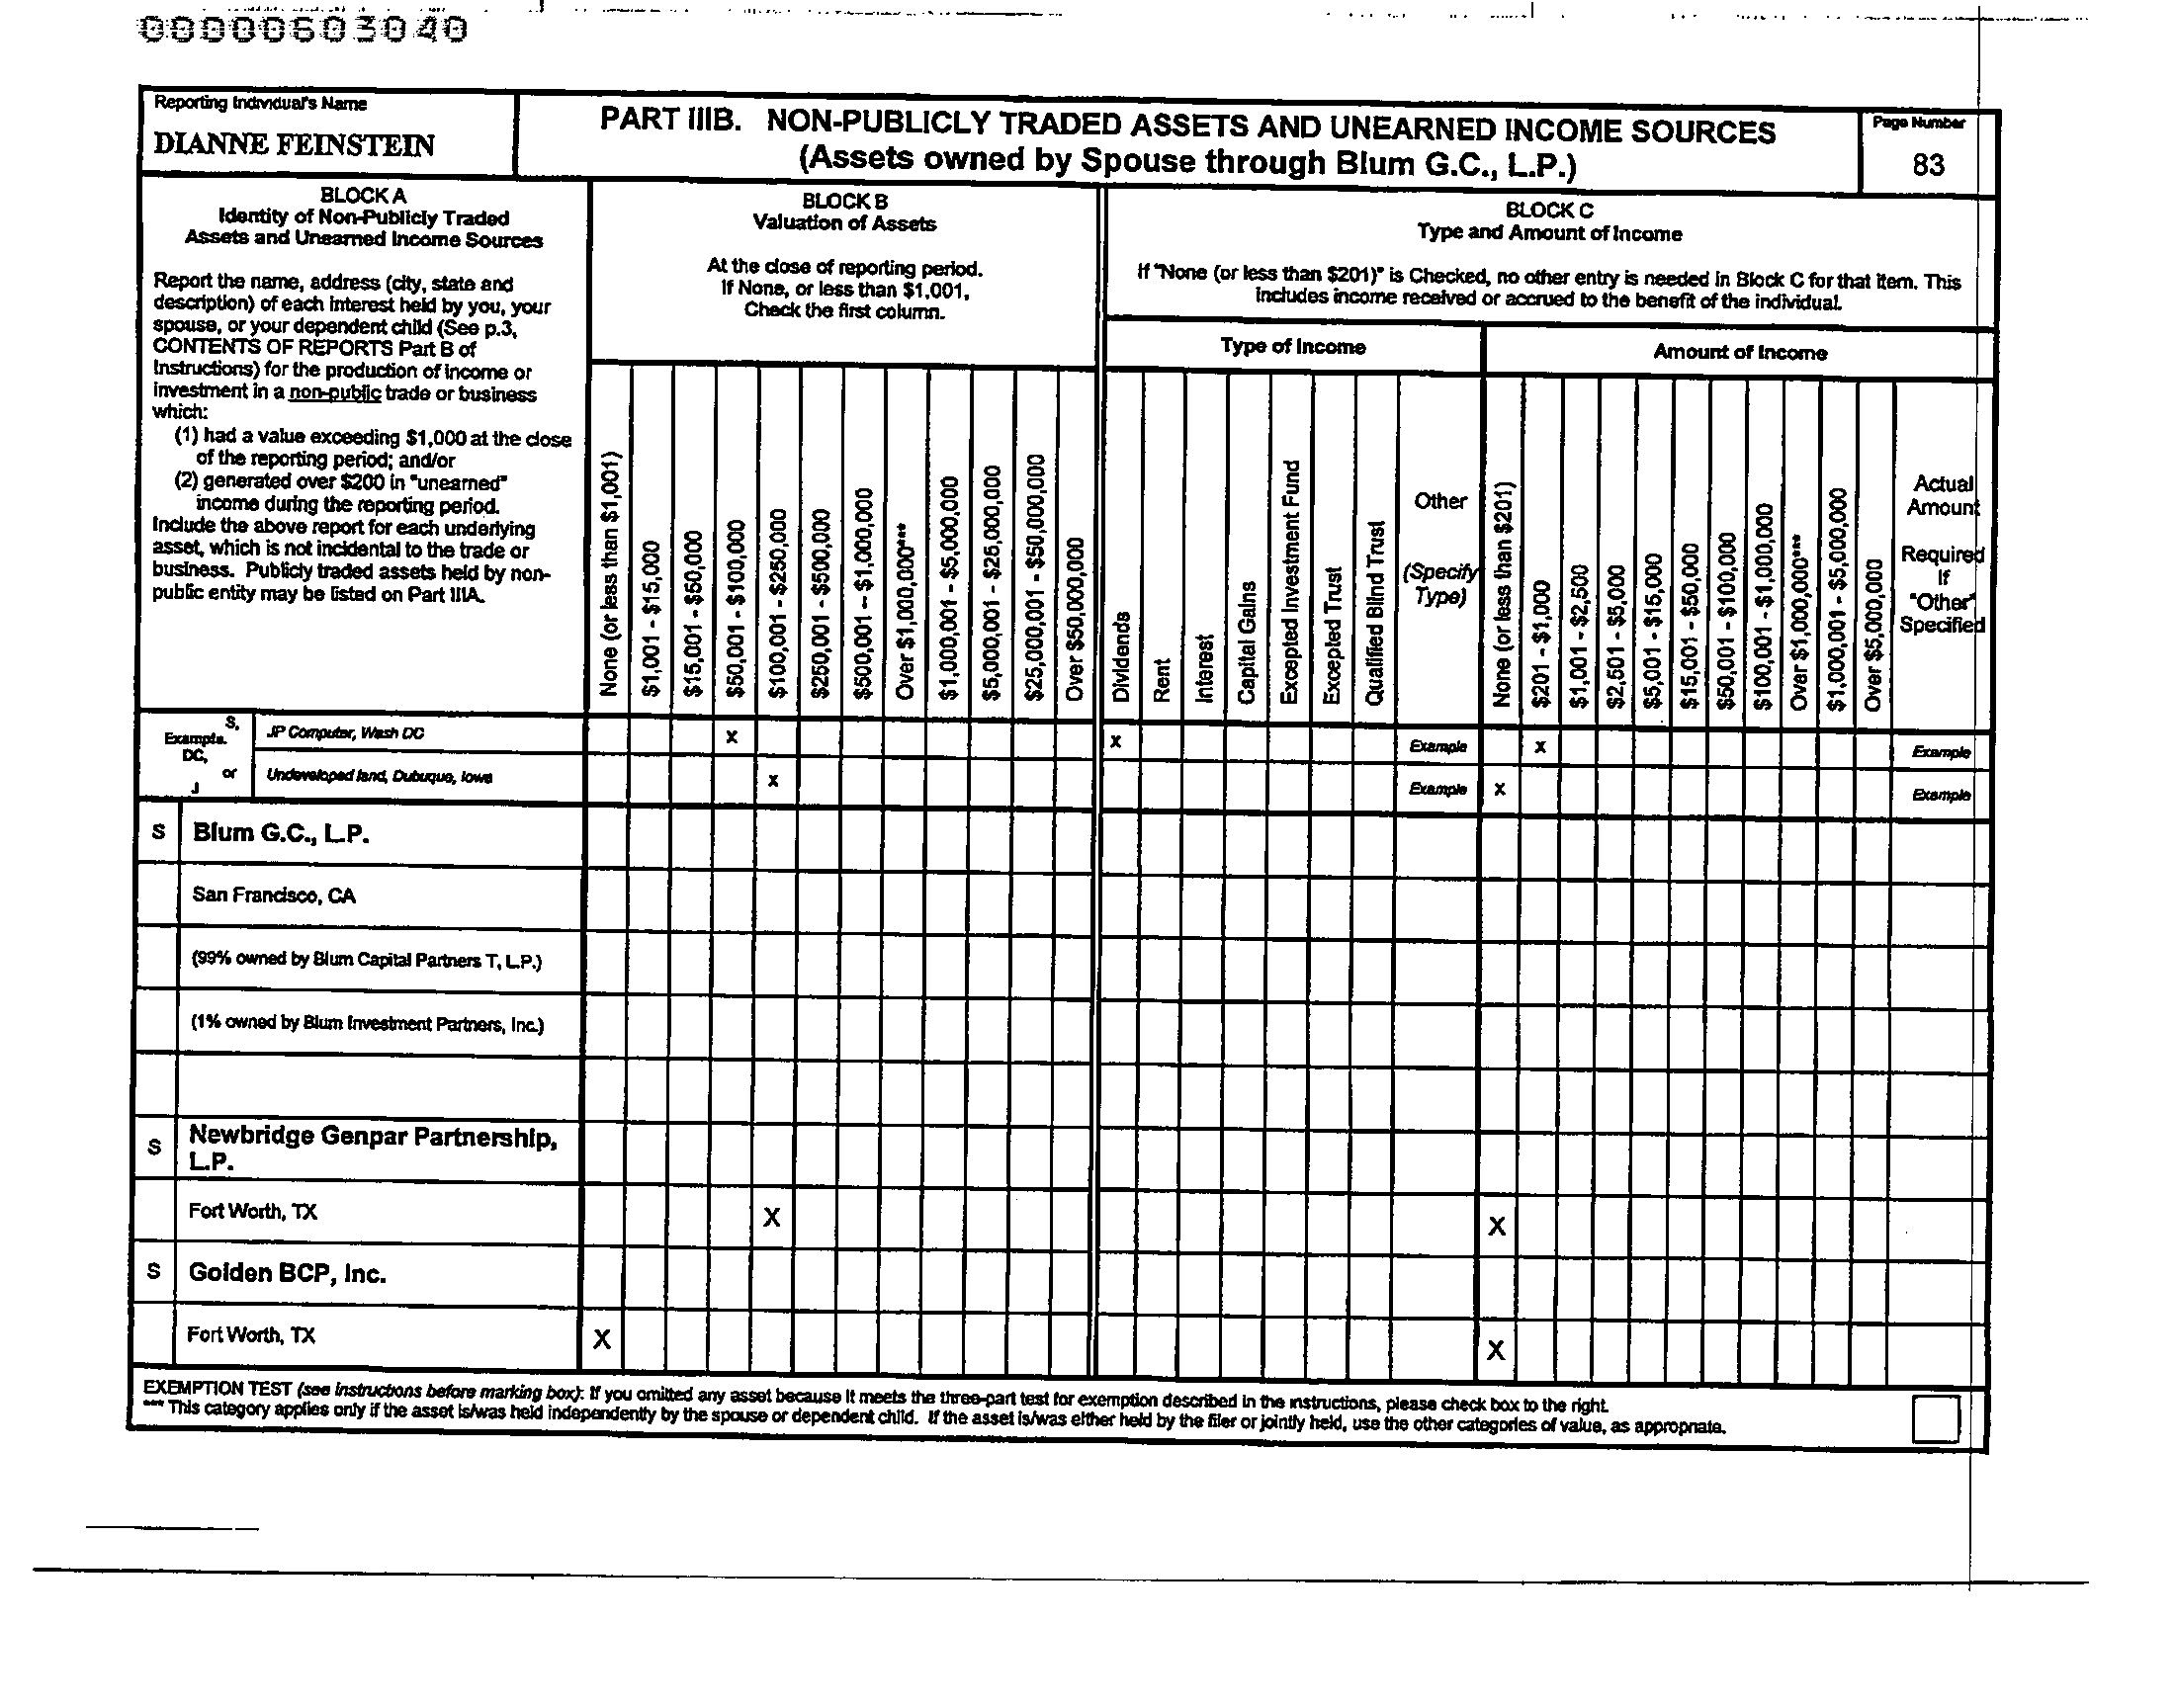 00000603040
Reporting Individual's Name
DIANNE FEINSTEIN
PART IIIB. NON-PUBLICLY TRADED ASSETS AND UNEARNED INCOME SOURCES
(Assets owned by Spouse through Blum G.C., L.P.)
Page Number
83
BLOCK A
Identity of Non-Publicly Traded
Assets and Unearned Income Sources
Report the name, address (city, state and
description) of each interest held by you, your
spouse, or your dependent child (See p.3,
CONTENTS OF REPORTS Part B of
Instructions) for the production of income or
investment in a non-public trade or business
which:
(1) had a value exceeding $1,000 at the close
of the reporting period; and/or
(2) generated over $200 in "unearned"
income during the reporting period.
Include the above report for each underlying
asset, which is not incidental to the trade or
business. Publicly traded assets held by non-
public entity may be listed on Part IIIA.
BLOCK B
Valuation of Assets
At the close of reporting period.
If None, or less than $1,001,
Check the first column.
None (or less than $1,001)
$1,001 - $15,000
$15,001 - $50,000
$50,001 - $100,000
$100,001 - $250,000
$250,001 - $500,000
$500,001 - $1,000,000
Over $1,000,000***
$1,000,001 - $5,000,000
$5,000,001 - $25,000,000
$25,000,001 - $50,000,000
Over $50,000,000
BLOCK C
Type and Amount of Income
If "None (or less than $201)" is Checked, no other entry is needed in Block C for that item. This
includes income received or accrued to the benefit of the individual.
Type of Income
Amount of Income
Dividends
Rent
Interest
Capital Gains
Excepted Investment Fund
Excepted Trust
Qualified Blind Trust
Other
(Specify
Type)
None (or less than $201)
$201 - $1,000
$1,001 - $2,500
$2,501 - $5,000
$5,001 - $15,000
$15,001 - $50,000
$50,001 - $100,000
$100,001 - $1,000,000
Over $1,000,000***
$1,000,001 - $5,000,000
Over $5,000,000
Actual
Amount
Required
If
"Other"
Specified
Example. S,
DC,
or
J
JP Computer, Wash DC X X Example X Example
Undeveloped land, Dubuque, Iowa X Example X Example
S Blum G.C., L.P.
San Francisco, CA
(99% owned by Blum Capital Partners T, L.P.)
(1% owned by Blum Investment Partners, Inc.)
S Newbridge Genpar Partnership,
L.P.
Fort Worth, TX X X
S Golden BCP, Inc.
Fort Worth, TX X X
EXEMPTION TEST (see instructions before marking box): If you omitted any asset because it meets the three-part test for exemption described in the instructions, please check box to the right.
*** This category applies only if the asset is/was held independently by the spouse or dependent child. If the asset is/was either held by the filer or jointly held, use the other categories of value, as appropriate.